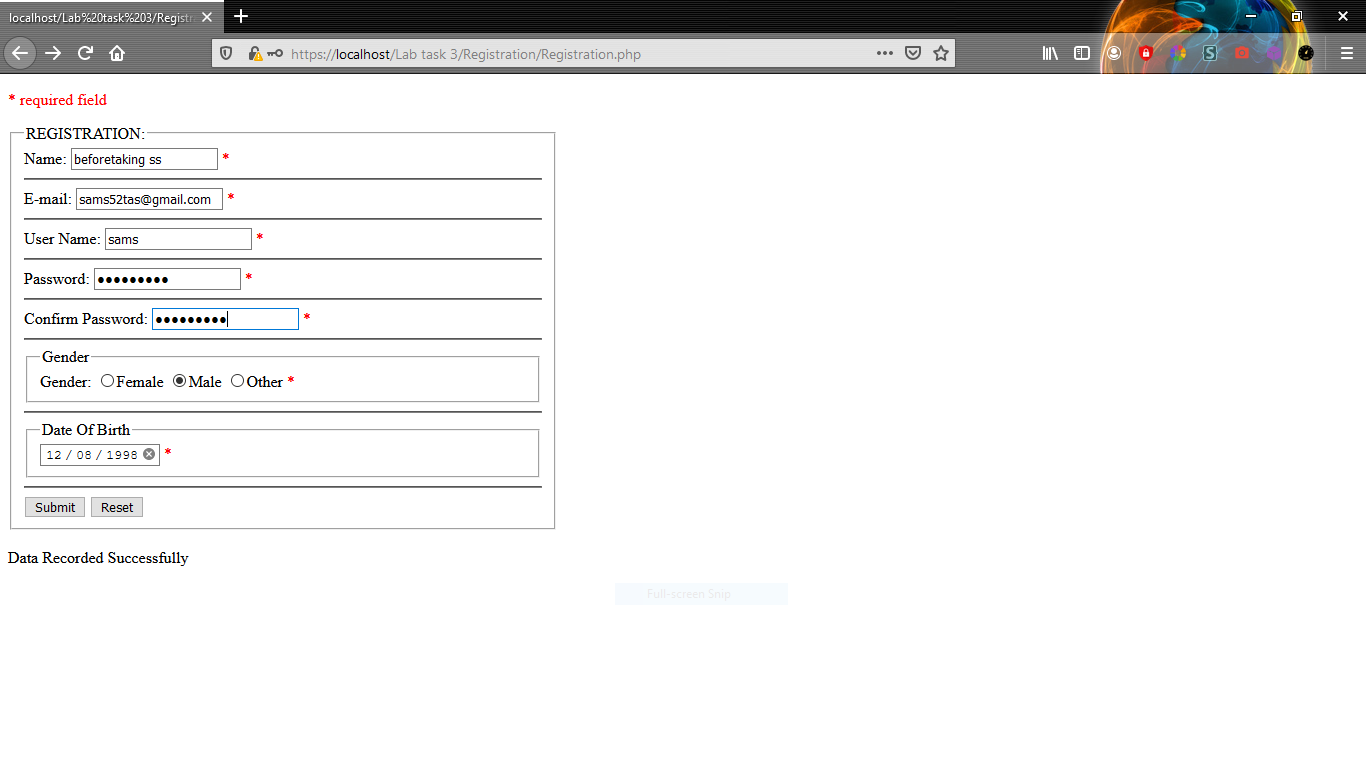 localhost/Lab%20task%203/Registr
https://localhost/Lab task 3/Registration/Registration.php
* required field
REGISTRATION:
Name: beforetaking ss *
E-mail: sams52tas@gmail.com *
User Name: sams *
Password: ●●●●●●●●● *
Confirm Password: ●●●●●●●●● *
Gender
Gender: Female Male Other *
Date Of Birth
12 / 08 / 1998 *
Submit Reset
Data Recorded Successfully
Full-screen Snip